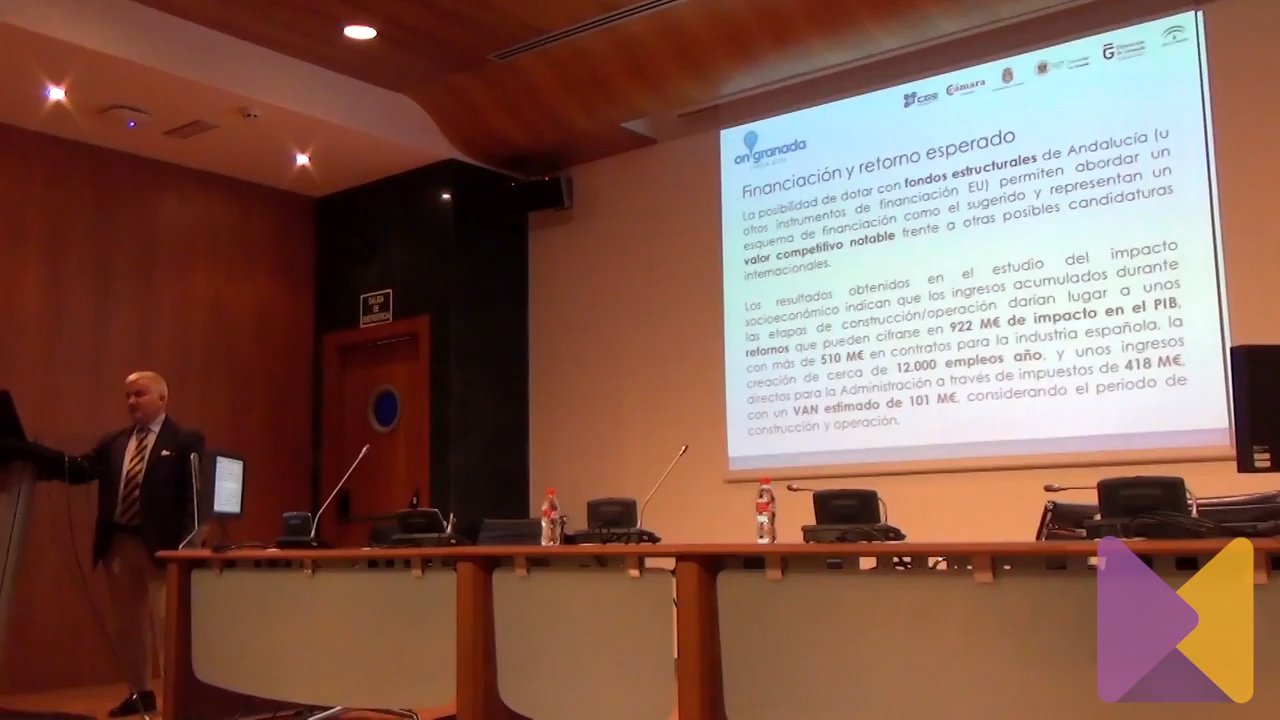 CGSI
Cámara
on granada
Financiación y retorno esperado
La posibilidad de dotar con fondos estructurales de Andalucía (u
otros instrumentos de financiación EU) permiten abordar un
esquema de financiación como el sugerido y representan un
valor competitivo notable frente a otras posibles candidaturas
internacionales.
Los resultados obtenidos en el estudio del impacto
socioeconómico indican que los ingresos acumulados durante
las etapas de construcción/operación darían lugar a unos
retornos que pueden cifrarse en 922 M€ de impacto en el PIB,
con más de 510 M€ en contratos para la industria española, la
creación de cerca de 12.000 empleos año, y unos ingresos
directos para la Administración a través de impuestos de 418 M€,
con un VAN estimado de 101 M€, considerando el periodo de
construcción y operación.
SALIDA
DE
EMERGENCIA